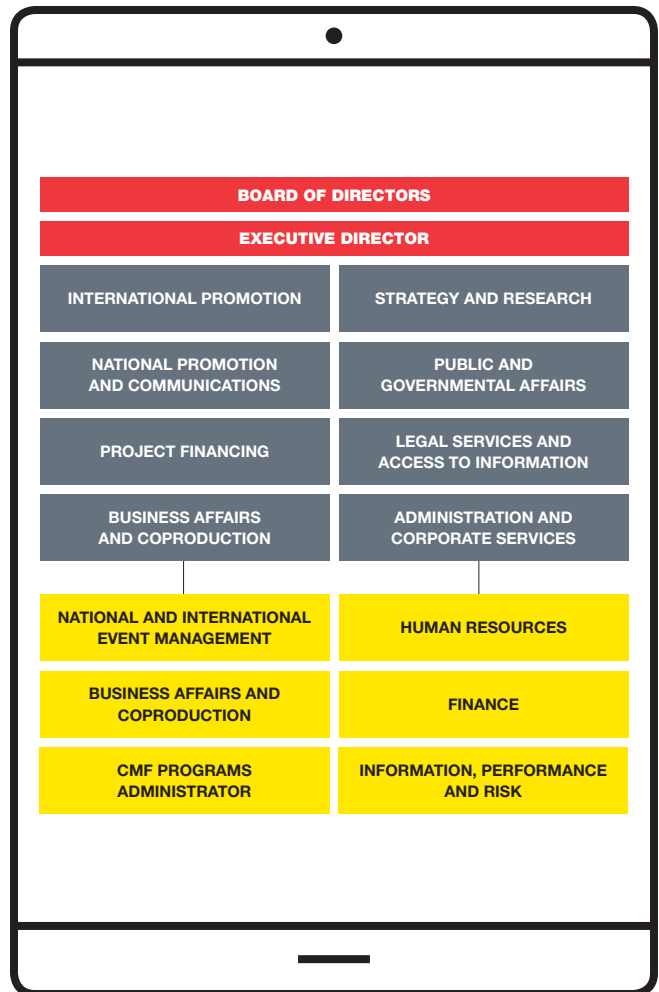 BOARD OF DIRECTORS
EXECUTIVE DIRECTOR
INTERNATIONAL PROMOTION
STRATEGY AND RESEARCH
NATIONAL PROMOTION
AND COMMUNICATIONS
PUBLIC AND
GOVERNMENTAL AFFAIRS
PROJECT FINANCING
LEGAL SERVICES AND
ACCESS TO INFORMATION
BUSINESS AFFAIRS
AND COPRODUCTION
ADMINISTRATION AND
CORPORATE SERVICES
NATIONAL AND INTERNATIONAL
EVENT MANAGEMENT
HUMAN RESOURCES
BUSINESS AFFAIRS AND
COPRODUCTION
FINANCE
CMF PROGRAMS
ADMINISTRATOR
INFORMATION, PERFORMANCE
AND RISK